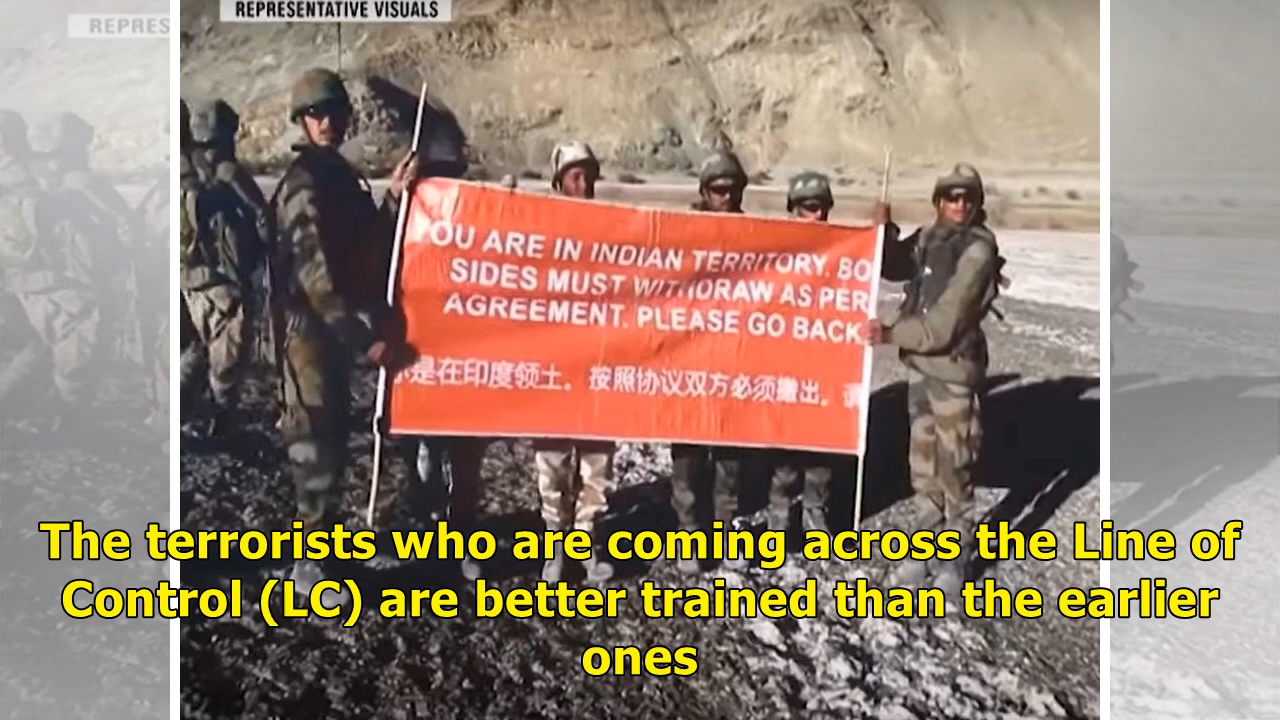 REPRESENTATIVE VISUALS
REPRES
OU ARE IN INDIAN TERRITORY. BO
SIDES MUST WITHDRAW AS PER
AGREEMENT. PLEASE GO BACK
是在印度领土。按照协议双方必须撤出。
The terrorists who are coming across the Line of
Control (LC) are better trained than the earlier
ones